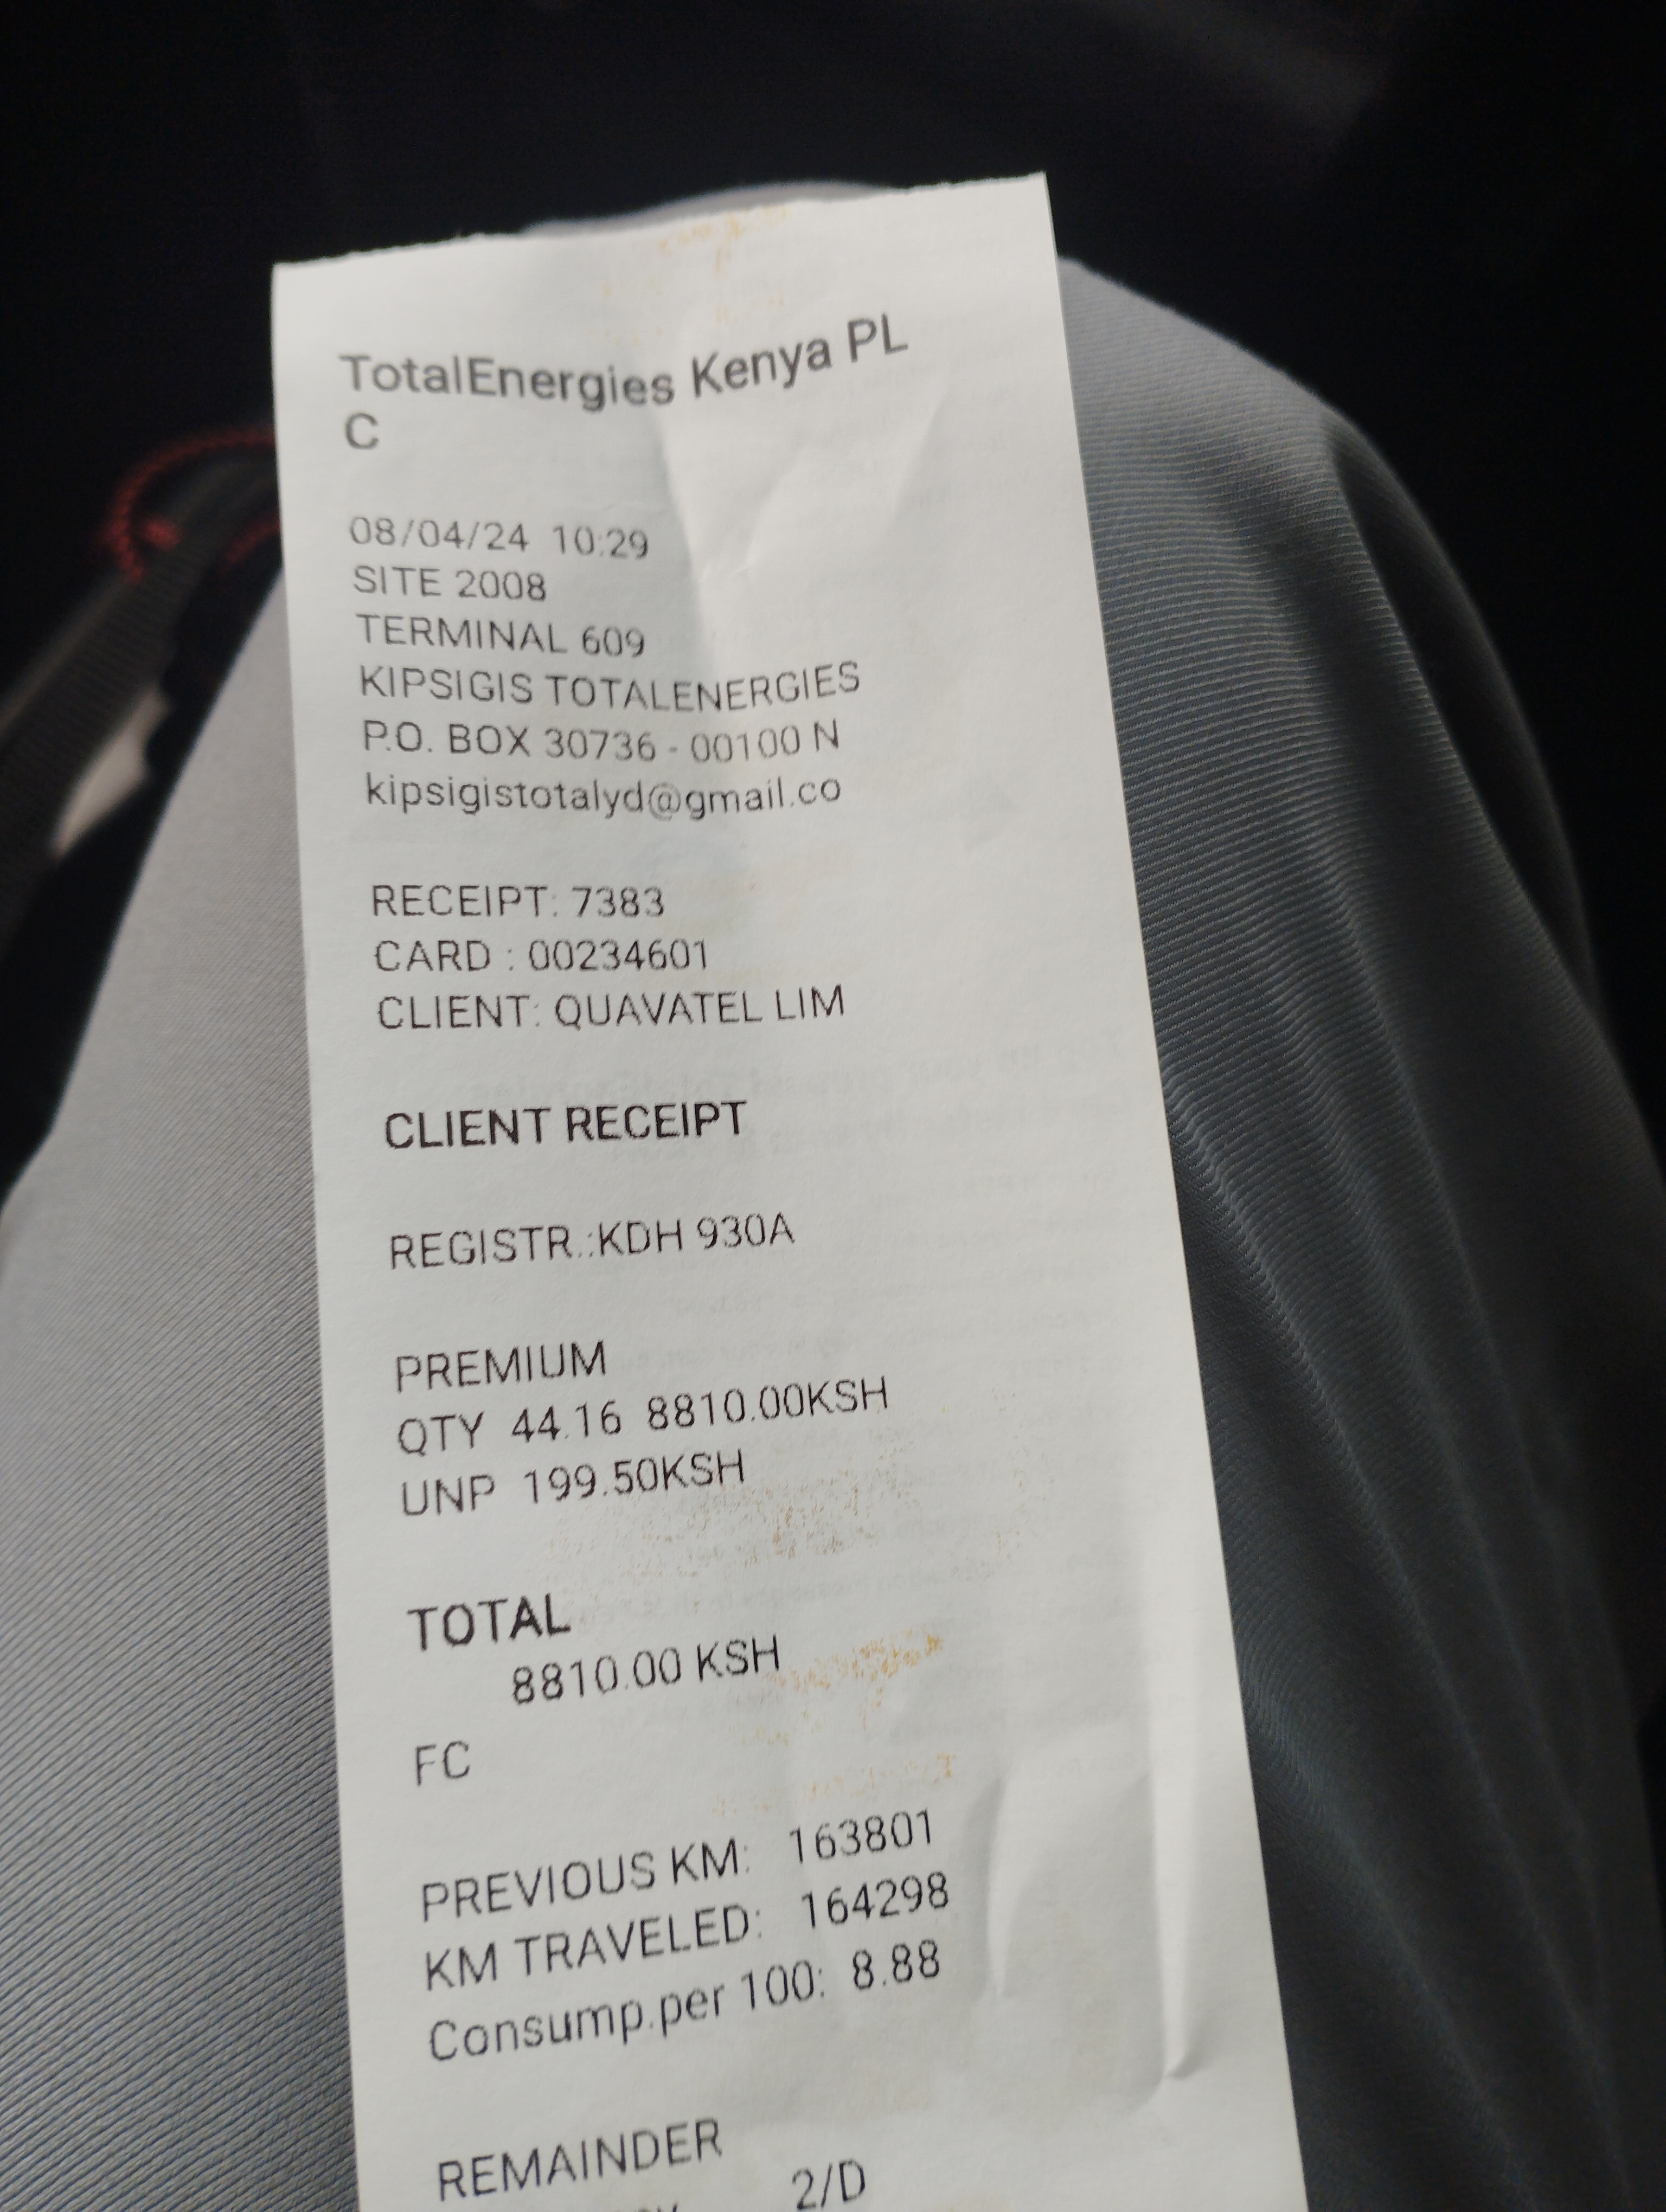 TotalEnergies Kenya PL
C
08/04/24 10:29
SITE 2008
TERMINAL 609
KIPSIGIS TOTALENERGIES
P.O. BOX 30736 - 00100 N
kipsigistotalyd@gmail.co
RECEIPT: 7383
CARD : 00234601
CLIENT: QUAVATEL LIM
CLIENT RECEIPT
REGISTR.:KDH 930A
PREMIUM
QTY 44.16 8810.00KSH
UNP 199.50KSH
TOTAL
8810.00 KSH
FC
PREVIOUS KM: 163801
KM TRAVELED: 164298
Consump.per 100: 8.88
REMAINDER
2/D